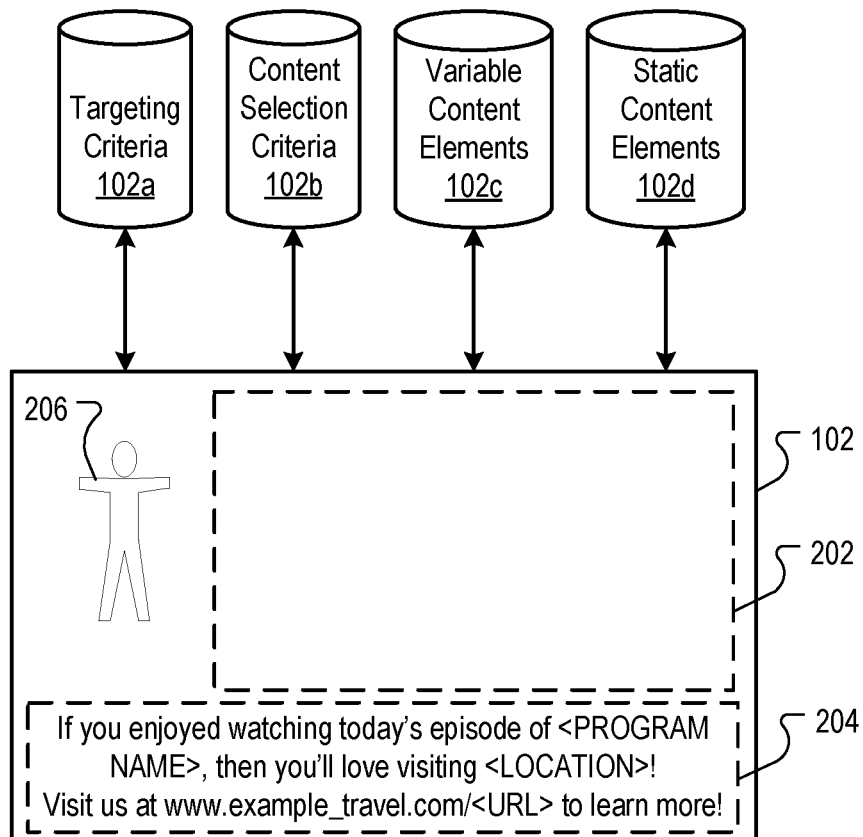 Targeting
Criteria
102a
Content
Selection
Criteria
102b
Variable
Content
Elements
102c
Static
Content
Elements
102d
206
102
202
204
If you enjoyed watching today's episode of <PROGRAM
NAME>, then you'll love visiting <LOCATION>!
Visit us at www.example_travel.com/<URL> to learn more!